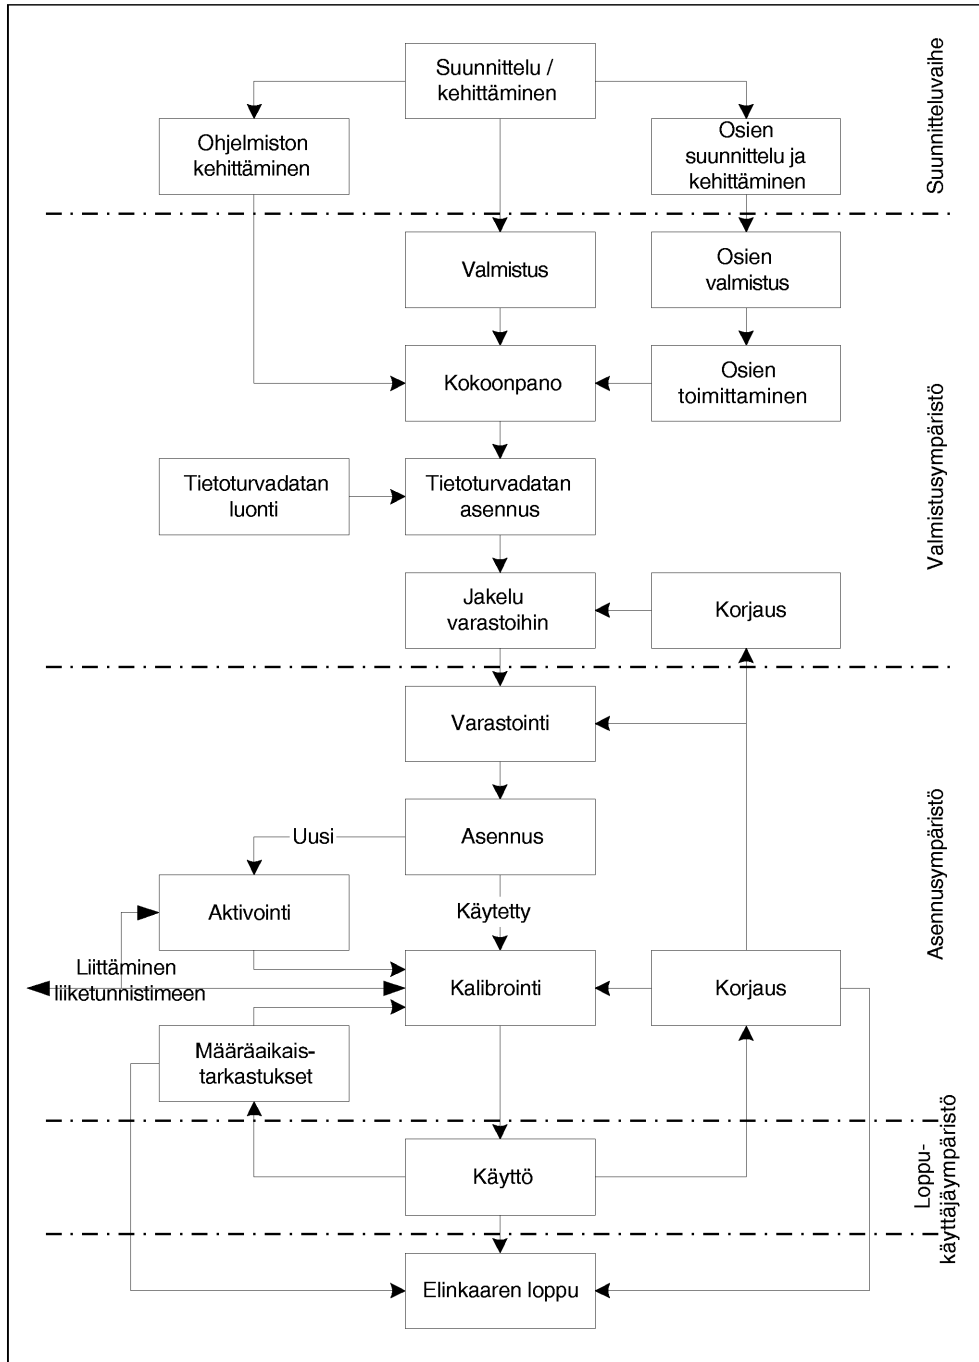 Suunnittelu /
kehittäminen
Ohjelmiston
kehittäminen
Osien
suunnittelu ja
kehittäminen
Suunnitteluvaihe
Valmistus
Osien
valmistus
Kokoonpano
Osien
toimittaminen
Tietoturvadatan
luonti
Tietoturvadatan
asennus
Jakelu
varastoihin
Korjaus
Valmistusympäristö
Varastointi
Asennus
Uusi
Aktivointi
Käytetty
Liittäminen
liiketunnistimeen
Kalibrointi
Korjaus
Määräaikais-
tarkastukset
Asennusympäristö
Käyttö
Loppu-
käyttäjäympäristö
Elinkaaren loppu